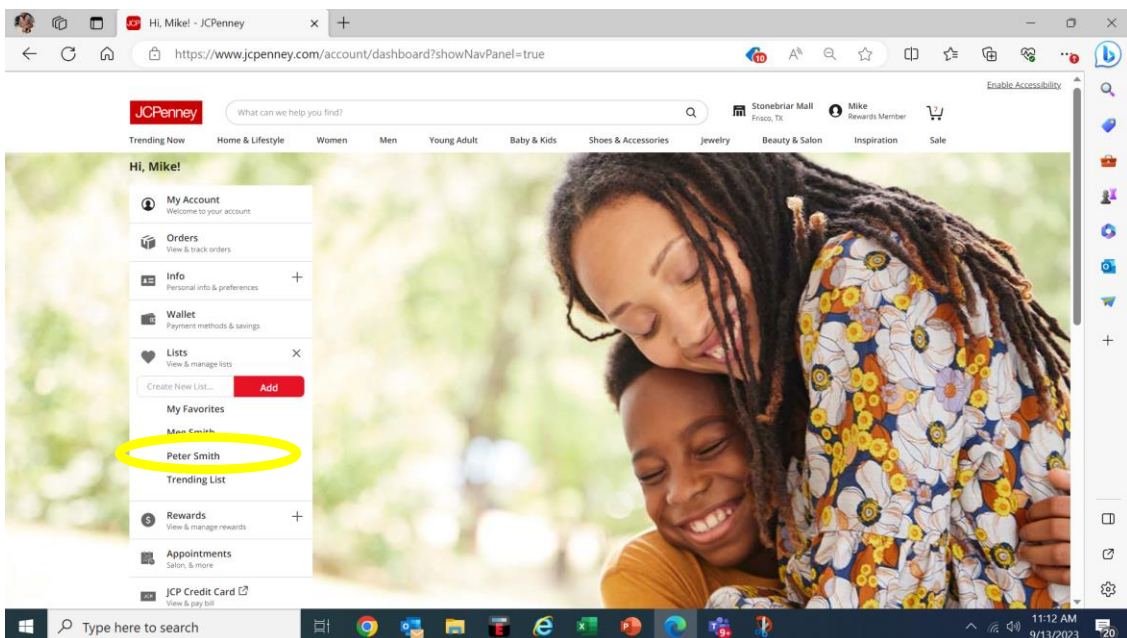 Hi, Mike! - JCPenney
https://www.jcpenney.com/account/dashboard?showNavPanel=true
10
Enable Accessibility
JCPenney
What can we help you find?
Stonebriar Mall
Frisco, TX
Mike
Rewards Member
2
Trending Now Home & Lifestyle Women Men Young Adult Baby & Kids Shoes & Accessories Jewelry Beauty & Salon Inspiration Sale
Hi, Mike!
My Account
Welcome to your account
Orders
View & track orders
Info
Personal info & preferences
Wallet
Payment methods & savings
Lists
View & manage lists
Create New List... Add
My Favorites
Meg Smith
Peter Smith
Trending List
Rewards
View & manage rewards
Appointments
Salon, & more
JCP Credit Card
View & pay bill
Type here to search
11:12 AM
9/13/2023
20